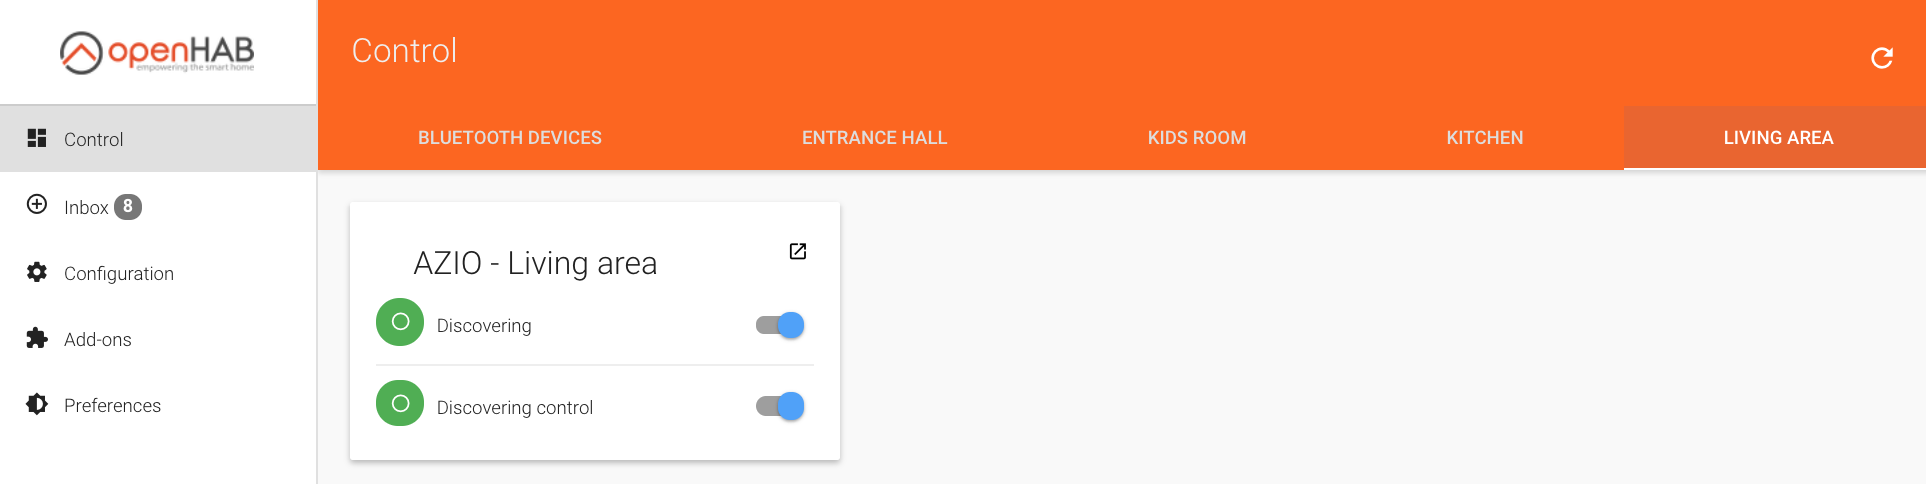 openHAB
empowering the smart home
Control
Inbox 8
Configuration
Add-ons
Preferences
Control
BLUETOOTH DEVICES ENTRANCE HALL KIDS ROOM KITCHEN LIVING AREA
AZIO - Living area
Discovering
Discovering control